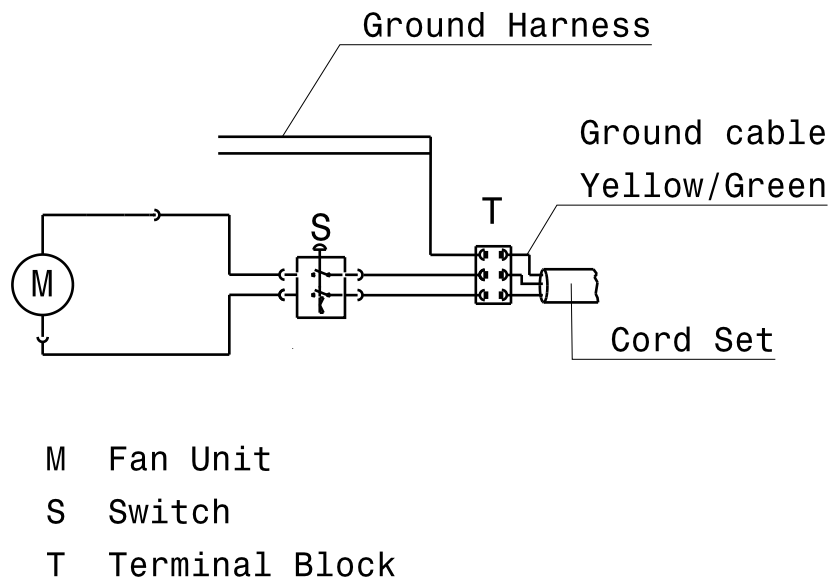 Ground Harness
Ground cable
Yellow/Green
T
S
M
Cord Set
M Fan Unit
S Switch
T Terminal Block